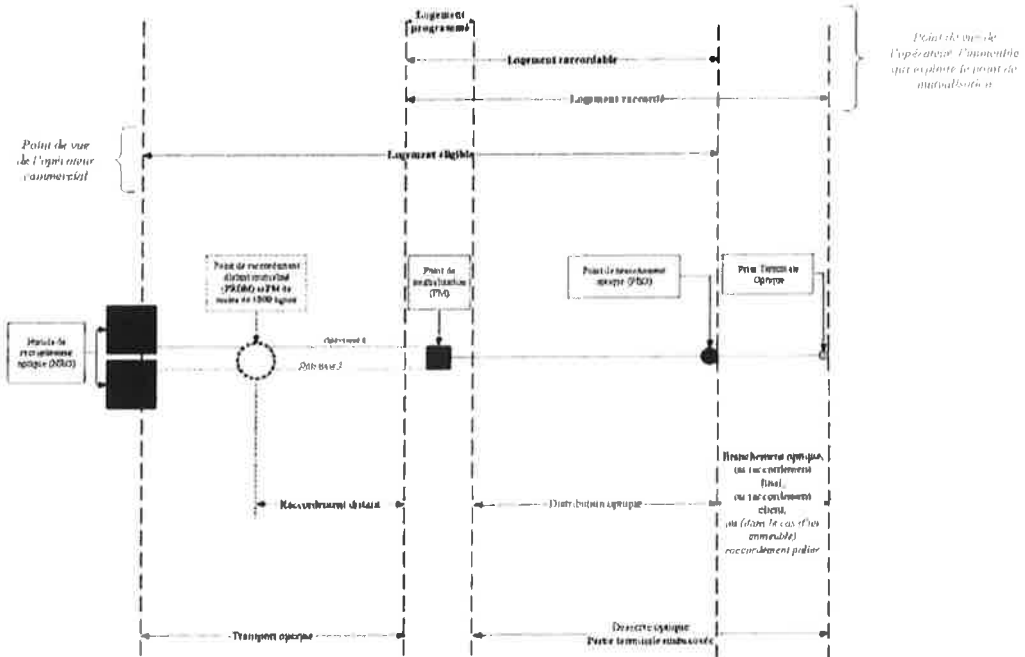 Logement
programmé
Logement raccordable
Logement raccordé
Point de vue de
l'opérateur d'immeuble
qui exploite le point de
mutualisation
Point de vue
de l'opérateur
commercial
Logement éligible
Point de raccordement
distant mutualisé
(PRDM) si PM de
moins de 1000 lignes
Point de
mutualisation
(PM)
Point de branchement
optique (PBO)
Prise Terminale
Optique
Nœuds de
raccordement
optique (NRO)
Opérateur
Opérateur 2
Raccordement distant
Distribution optique
Branchement optique,
ou raccordement
final,
ou raccordement
client,
ou (dans le cas d'un
immeuble)
raccordement palier
Transport optique
Desserte optique
Partie terminale mutualisée